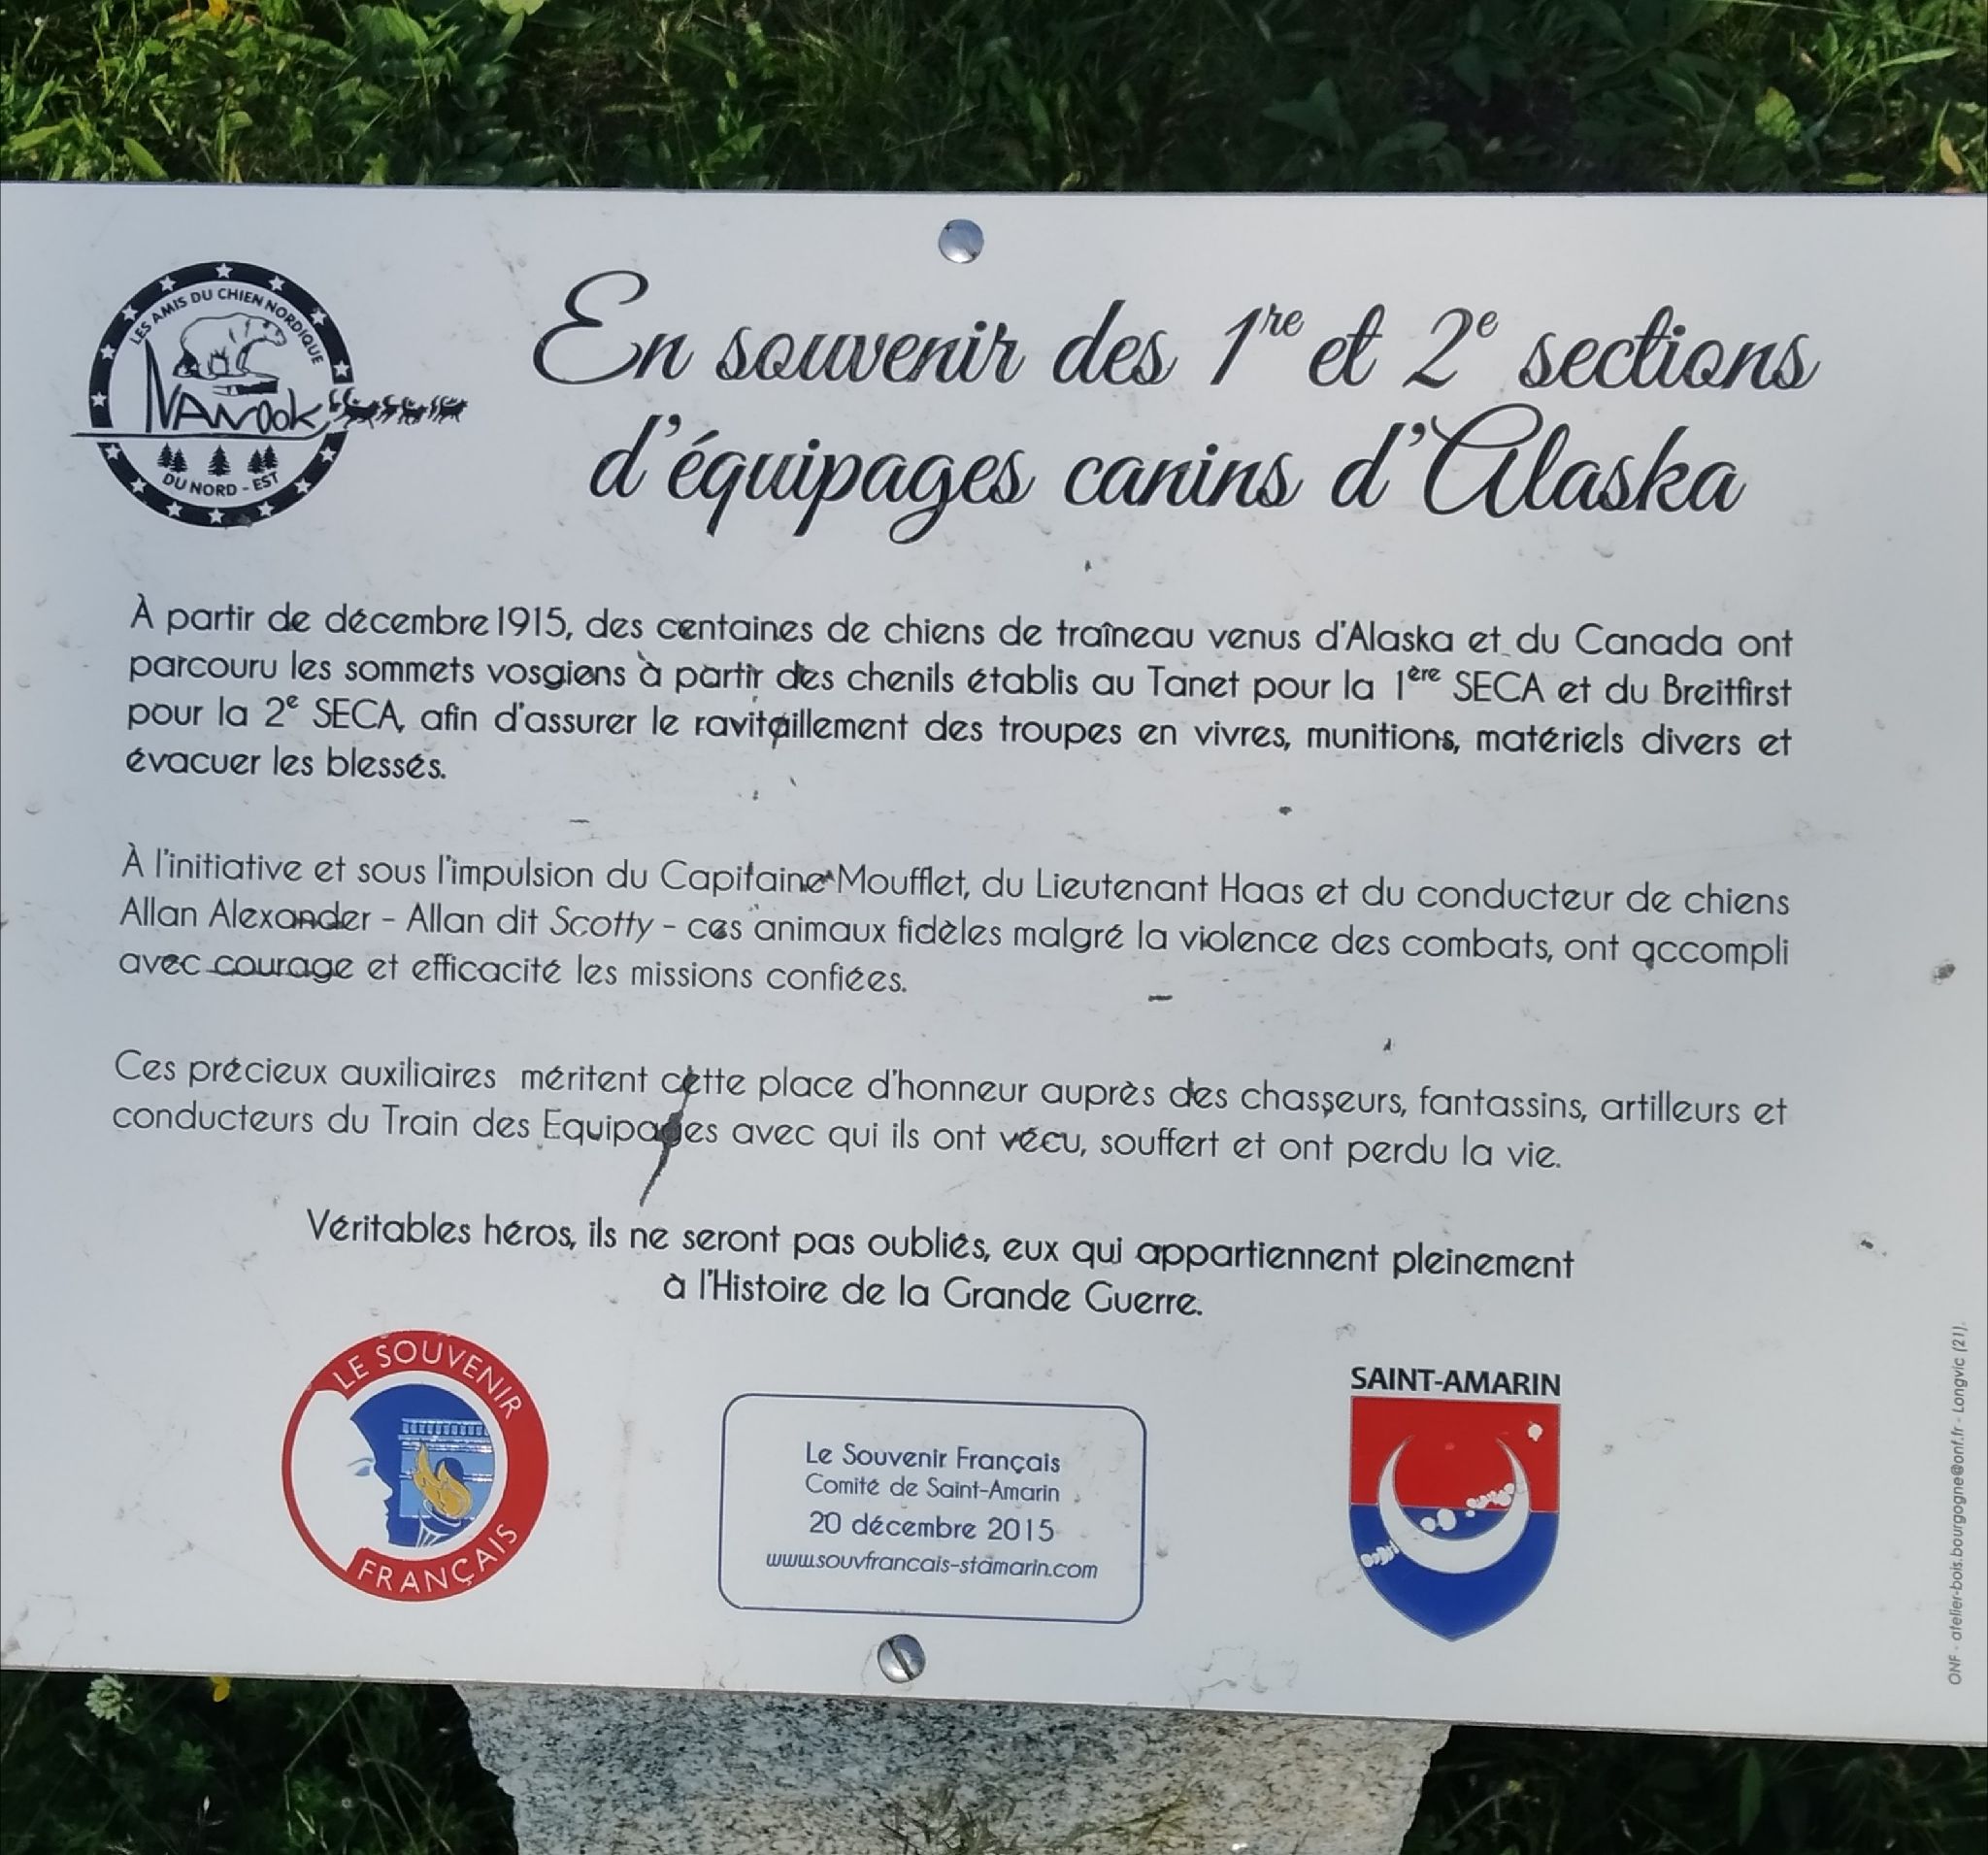 LES AMIS DU CHIEN NORDIQUE
NANOOK
DU NORD - EST
En souvenir des 1re et 2e sections
d'équipages canins d'Alaska
À partir de décembre 1915, des centaines de chiens de traîneau venus d'Alaska et du Canada ont
parcouru les sommets vosgiens à partir des chenils établis au Tanet pour la 1ère SECA et du Breitfirst
pour la 2e SECA, afin d'assurer le ravitaillement des troupes en vivres, munitions, matériels divers et
évacuer les blessés.
À l'initiative et sous l'impulsion du Capitaine Moufflet, du Lieutenant Haas et du conducteur de chiens
Allan Alexander - Allan dit Scotty - ces animaux fidèles malgré la violence des combats, ont accompli
avec courage et efficacité les missions confiées.
Ces précieux auxiliaires méritent cette place d'honneur auprès des chasseurs, fantassins, artilleurs et
conducteurs du Train des Equipages avec qui ils ont vécu, souffert et ont perdu la vie.
Véritables héros, ils ne seront pas oubliés, eux qui appartiennent pleinement
à l'Histoire de la Grande Guerre.
LE SOUVENIR
FRANÇAIS
Le Souvenir Français
Comité de Saint-Amarin
20 décembre 2015
www.souvfrancais-stamarin.com
SAINT-AMARIN
ONF - atelier-bois.bourgogne@onf.fr - Longvic (21).